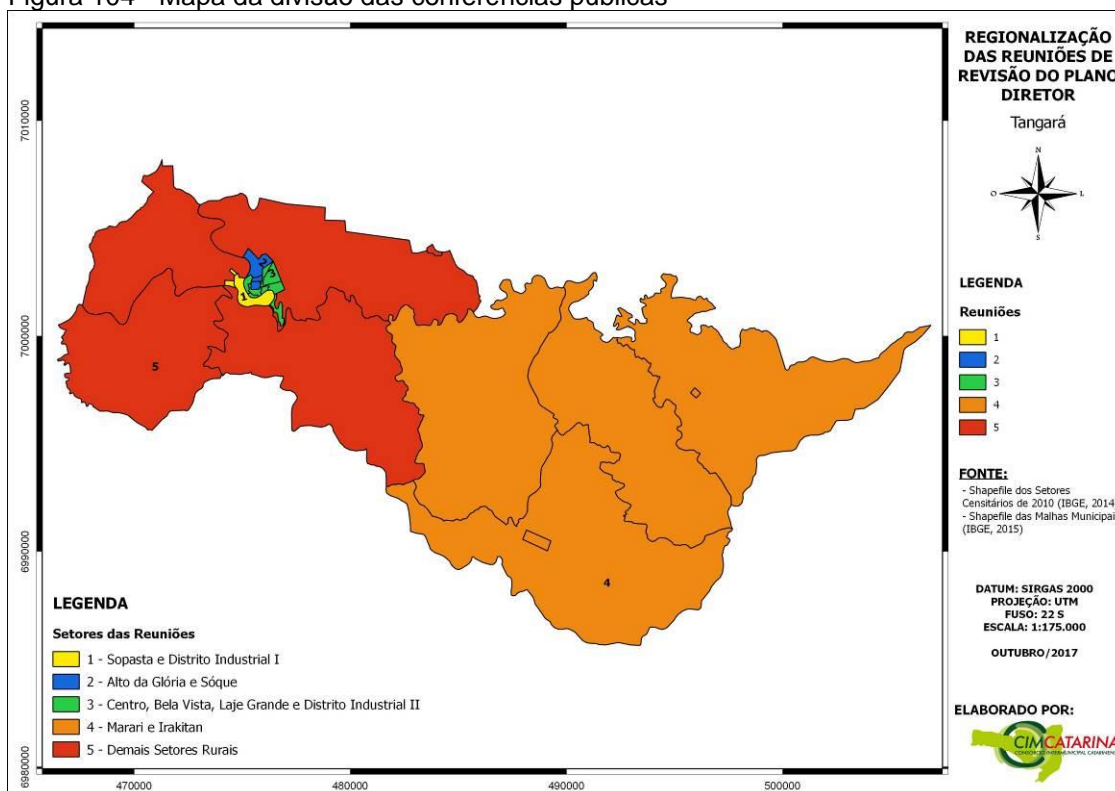 Figura 104 - Mapa da divisão das conferências públicas
REGIONALIZAÇÃO
DAS REUNIÕES DE
REVISÃO DO PLANO
DIRETOR
Tangará
N
O
L
S
LEGENDA
Reuniões
1
2
3
4
5
FONTE:
- Shapefile dos Setores
Censitários de 2010 (IBGE, 2014
- Shapefile das Malhas Municipai
(IBGE, 2015)
DATUM: SIRGAS 2000
PROJEÇÃO: UTM
FUSO: 22 S
ESCALA: 1:175.000
OUTUBRO/2017
ELABORADO POR:
CIMCATARINA
CONSÓRCIO INTERMUNICIPAL CATARINENSE
7010000
7000000
6990000
6980000
2
3
1
5
4
LEGENDA
Setores das Reuniões
1 - Sopasta e Distrito Industrial I
2 - Alto da Glória e Sóque
3 - Centro, Bela Vista, Laje Grande e Distrito Industrial II
4 - Marari e Irakitan
5 - Demais Setores Rurais
470000
480000
490000
500000